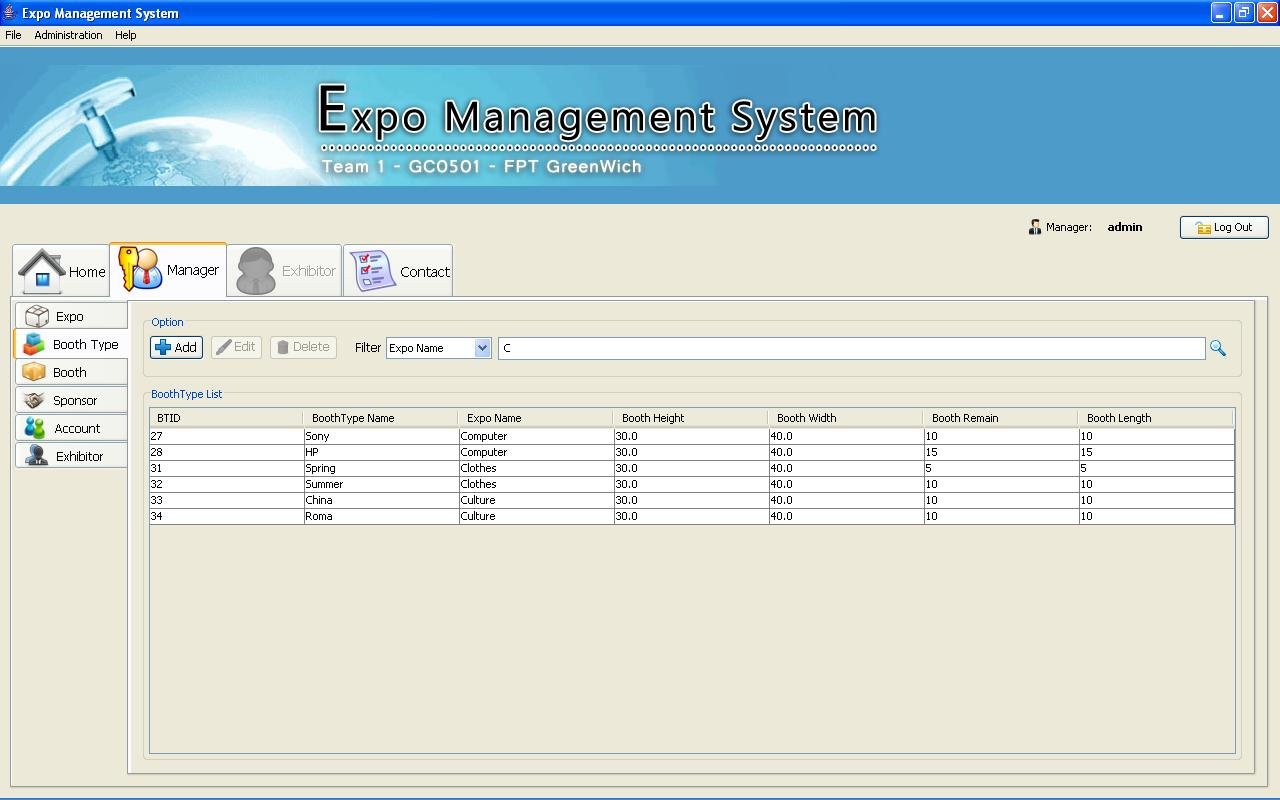 Expo Management System
File Administration Help
Expo Management System
Team 1 - GC0501 - FPT GreenWich
Manager: admin Log Out
Home Manager Exhibitor Contact
Expo
Booth Type
Booth
Sponsor
Account
Exhibitor
Option
Add Edit Delete Filter Expo Name C
BoothType List
BTID BoothType Name Expo Name Booth Height Booth Width Booth Remain Booth Length
27 Sony Computer 30.0 40.0 10 10
28 HP Computer 30.0 40.0 15 15
31 Spring Clothes 30.0 40.0 5 5
32 Summer Clothes 30.0 40.0 10 10
33 China Culture 30.0 40.0 10 10
34 Roma Culture 30.0 40.0 10 10